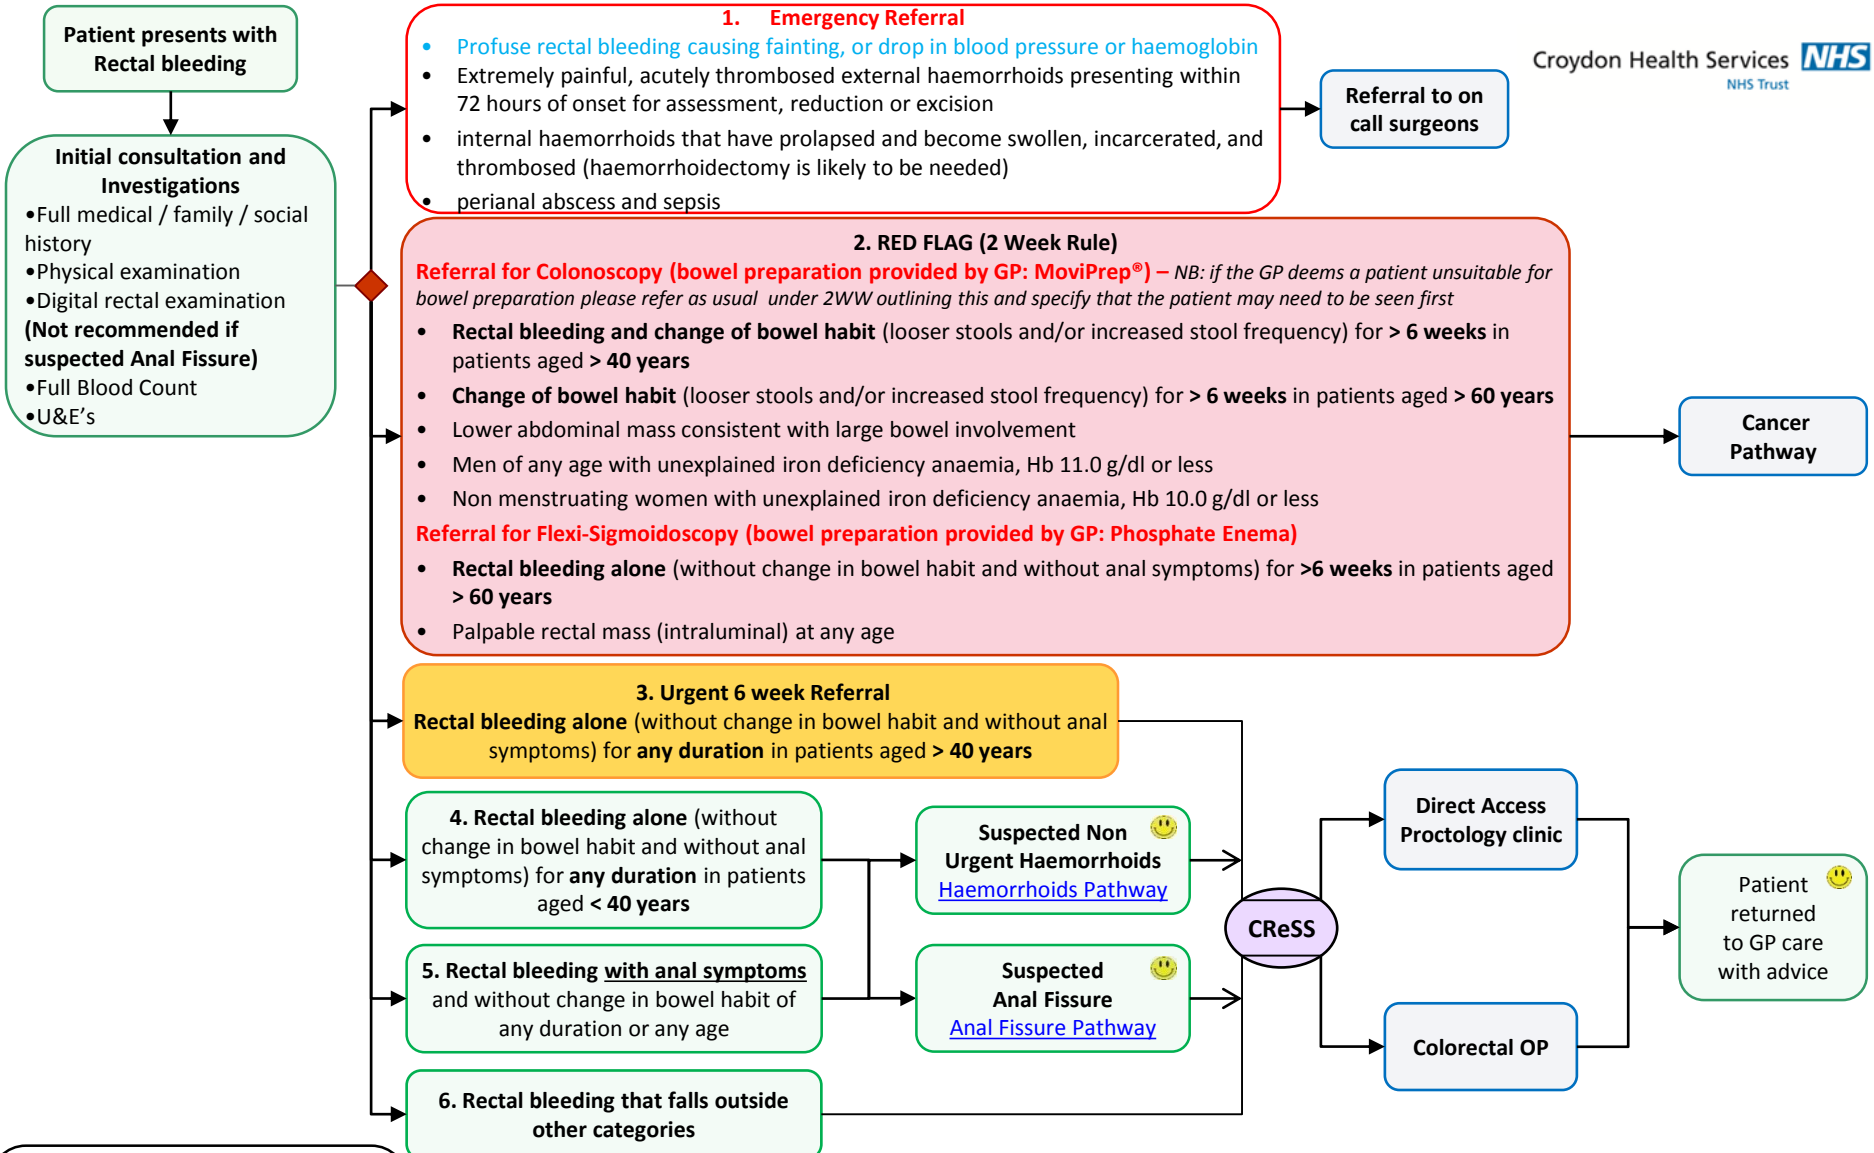 Patient presents with
Rectal bleeding
Initial consultation and
Investigations
•Full medical / family / social
history
•Physical examination
•Digital rectal examination
(Not recommended if
suspected Anal Fissure)
•Full Blood Count
•U&E's
1. Emergency Referral
• Profuse rectal bleeding causing fainting, or drop in blood pressure or haemoglobin
• Extremely painful, acutely thrombosed external haemorrhoids presenting within
72 hours of onset for assessment, reduction or excision
• internal haemorrhoids that have prolapsed and become swollen, incarcerated, and
thrombosed (haemorrhoidectomy is likely to be needed)
• perianal abscess and sepsis
Referral to on
call surgeons
Croydon Health Services NHS
NHS Trust
2. RED FLAG (2 Week Rule)
Referral for Colonoscopy (bowel preparation provided by GP: MoviPrep®) – NB: if the GP deems a patient unsuitable for
bowel preparation please refer as usual under 2WW outlining this and specify that the patient may need to be seen first
• Rectal bleeding and change of bowel habit (looser stools and/or increased stool frequency) for > 6 weeks in
patients aged > 40 years
• Change of bowel habit (looser stools and/or increased stool frequency) for > 6 weeks in patients aged > 60 years
• Lower abdominal mass consistent with large bowel involvement
• Men of any age with unexplained iron deficiency anaemia, Hb 11.0 g/dl or less
• Non menstruating women with unexplained iron deficiency anaemia, Hb 10.0 g/dl or less
Referral for Flexi-Sigmoidoscopy (bowel preparation provided by GP: Phosphate Enema)
• Rectal bleeding alone (without change in bowel habit and without anal symptoms) for >6 weeks in patients aged
> 60 years
• Palpable rectal mass (intraluminal) at any age
Cancer
Pathway
3. Urgent 6 week Referral
Rectal bleeding alone (without change in bowel habit and without anal
symptoms) for any duration in patients aged > 40 years
4. Rectal bleeding alone (without
change in bowel habit and without anal
symptoms) for any duration in patients
aged < 40 years
5. Rectal bleeding with anal symptoms
and without change in bowel habit of
any duration or any age
6. Rectal bleeding that falls outside
other categories
Suspected Non
Urgent Haemorrhoids
Haemorrhoids Pathway
Suspected
Anal Fissure
Anal Fissure Pathway
CReSS
Direct Access
Proctology clinic
Colorectal OP
Patient
returned
to GP care
with advice